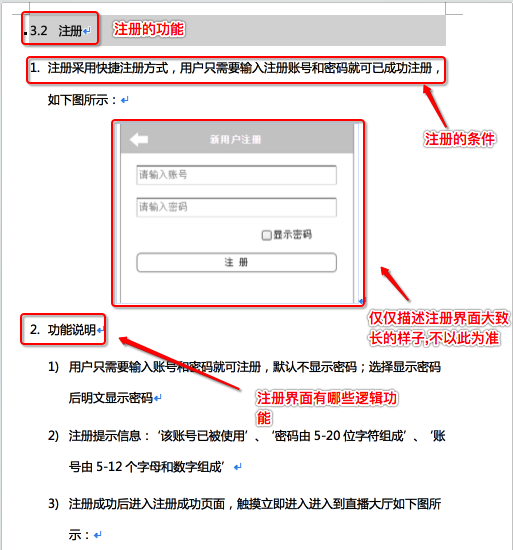 3.2 注册
注册的功能
1. 注册采用快捷注册方式，用户只需要输入注册账号和密码就可已成功注册，
如下图所示：
注册的条件
新用户注册
请输入账号
请输入密码
显示密码
注 册
仅仅描述注册界面大致
长的样子,不以此为准
2. 功能说明
1) 用户只需要输入账号和密码就可注册，默认不显示密码；选择显示密码
后明文显示密码
注册界面有哪些逻辑功
能
2) 注册提示信息：‘该账号已被使用’、‘密码由 5-20 位字符组成’、‘账
号由 5-12 个字母和数字组成’
3) 注册成功后进入注册成功页面，触摸立即进入进入到直播大厅如下图所
示：